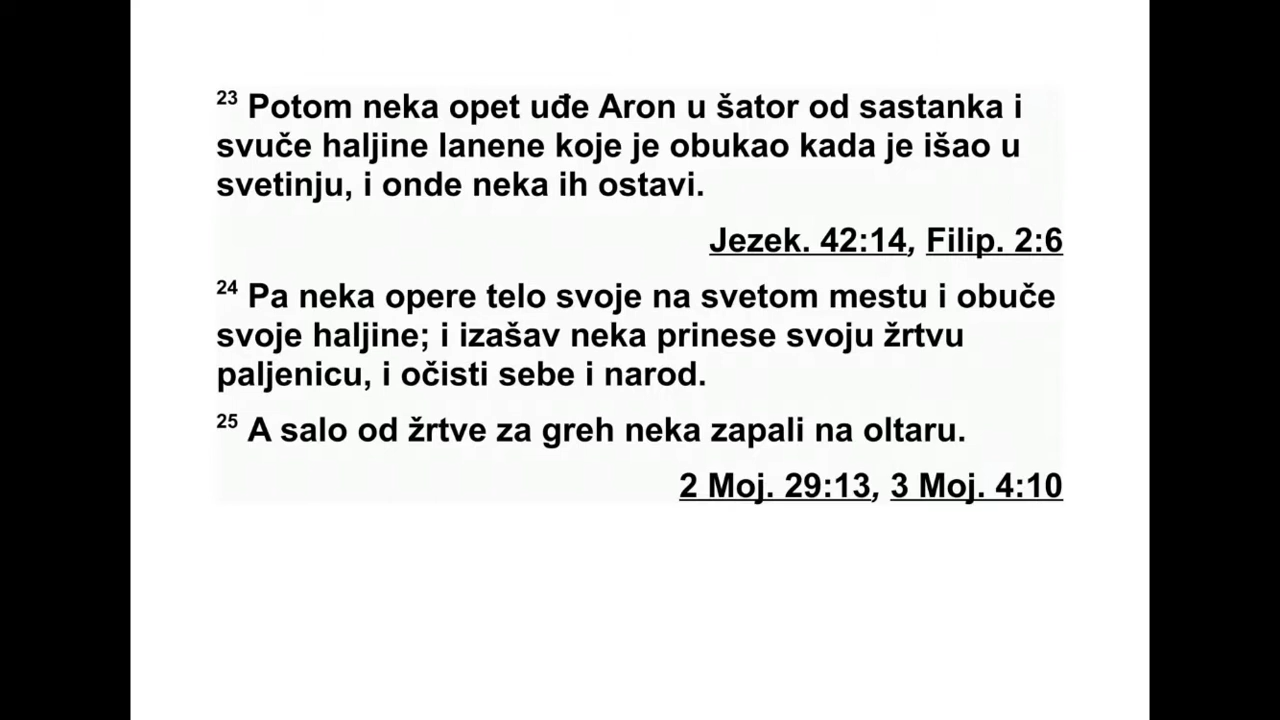 23 Potom neka opet uđe Aron u šator od sastanka i
svuče haljine lanene koje je obukao kada je išao u
svetinju, i onde neka ih ostavi.
Jezek. 42:14, Filip. 2:6
24 Pa neka opere telo svoje na svetom mestu i obuče
svoje haljine; i izašav neka prinese svoju žrtvu
paljenicu, i očisti sebe i narod.
25 A salo od žrtve za greh neka zapali na oltaru.
2 Moj. 29:13, 3 Moj. 4:10